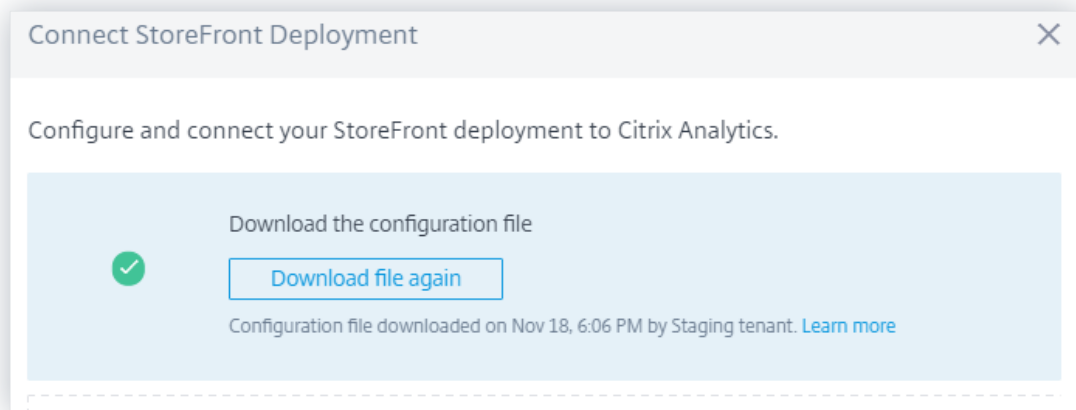 Connect StoreFront Deployment
Configure and connect your StoreFront deployment to Citrix Analytics.
Download the configuration file
Download file again
Configuration file downloaded on Nov 18, 6:06 PM by Staging tenant. Learn more